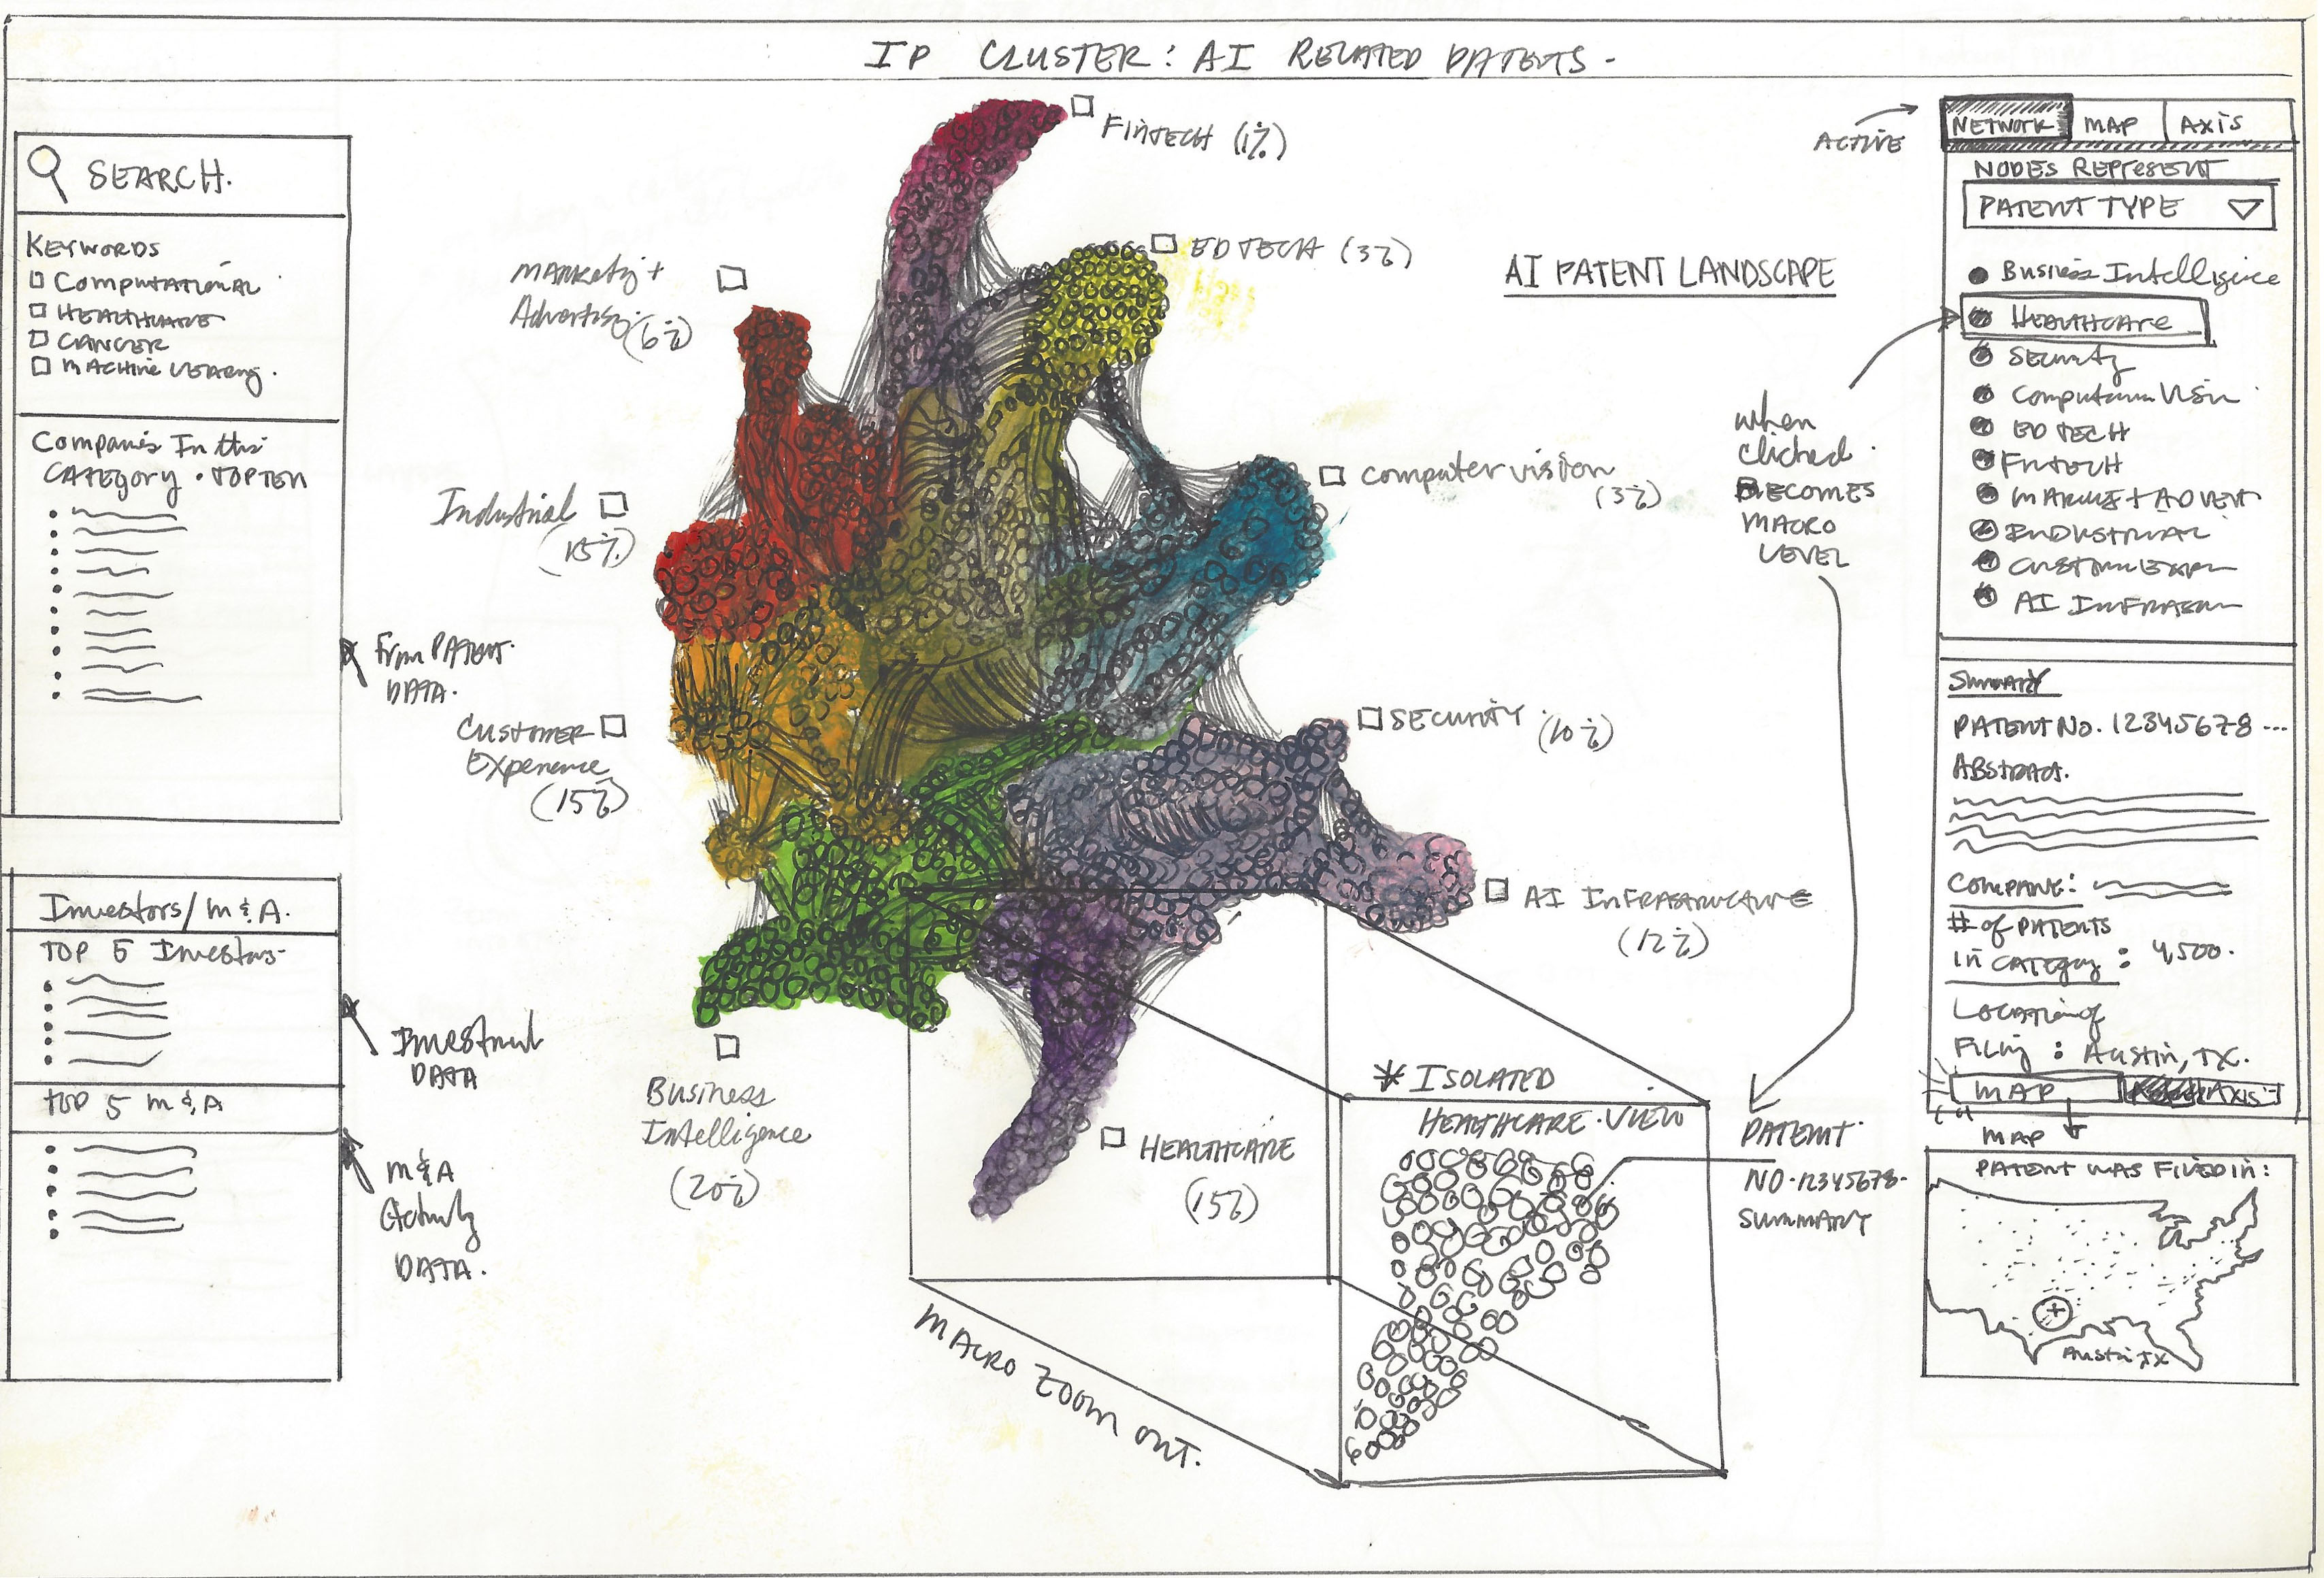 IP CLUSTER: AI RELATED PATENTS -
SEARCH.
KEYWORDS
COMPUTATIONAL
HEALTHCARE
CANCER
MACHINE LEARNING.
Companies In this
CATEGORY • TOP TEN
From PATENT
DATA.
Investors/M&A.
TOP 5 Investors
TOP 5 M&A
Investment
DATA
M&A
Activity
DATA.
FINTECH (1%)
ED TECH (3%)
Marketing +
Advertising
(6%)
Industrial
(15%)
Computer vision
(3%)
Customer
Experience
(15%)
SECURITY
(10%)
AI INFRASTRUCTURE
(12%)
Business
Intelligence
(20%)
HEALTHCARE
(15%)
AI PATENT LANDSCAPE
MACRO ZOOM OUT.
* ISOLATED
HEALTHCARE • VIEW
when
clicked
BECOMES
MACRO
LEVEL
PATENT
NO. 12345678-
SUMMARY
ACTIVE
NETWORK MAP AXIS
NODES REPRESENT
PATENT TYPE
Business Intelligence
HEALTHCARE
Security
Computer Vision
ED TECH
FINTECH
MARKET + ADVERT
INDUSTRIAL
CUSTOM EXP
AI INFRASTR
SUMMARY
PATENT No. 12345678 ...
ABSTRACT.
COMPANY:
# of PATENTS
in CATEGORY : 4,500.
LOCATION of
Filing : Austin, TX.
MAP AXIS
MAP
PATENT WAS FILED IN:
Austin TX